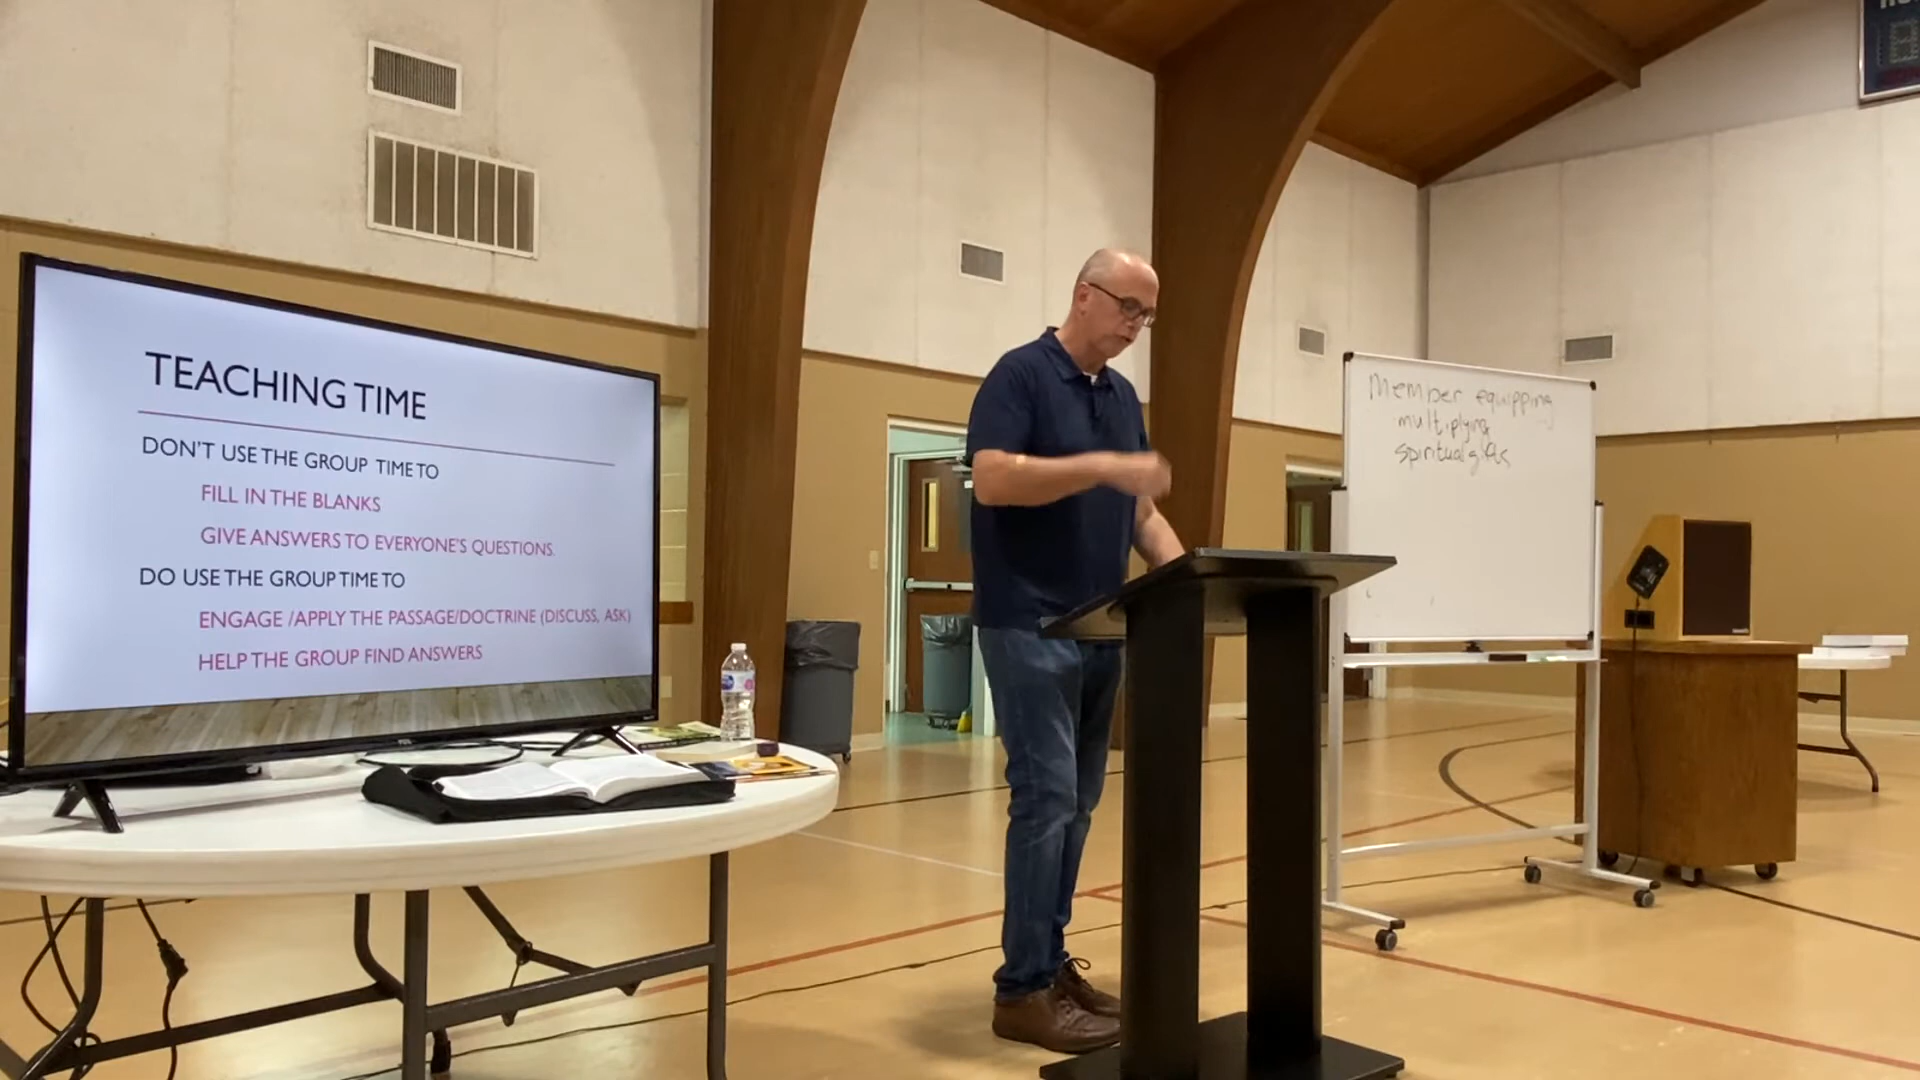 TEACHING TIME
DON'T USE THE GROUP TIME TO
FILL IN THE BLANKS
GIVE ANSWERS TO EVERYONE'S QUESTIONS.
DO USE THE GROUP TIME TO
ENGAGE /APPLY THE PASSAGE/DOCTRINE (DISCUSS, ASK)
HELP THE GROUP FIND ANSWERS
Member equipping
multiplying
spiritual gifts